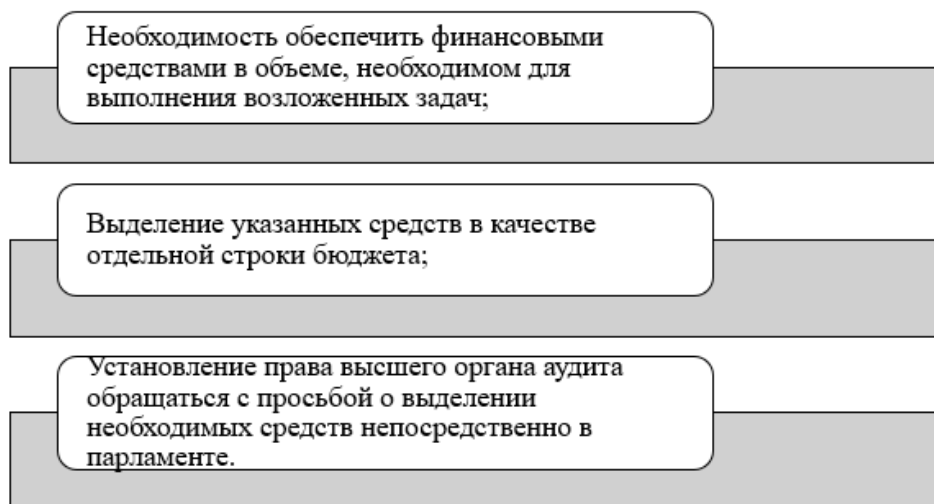 Необходимость обеспечить финансовыми
средствами в объеме, необходимом для
выполнения возложенных задач;
Выделение указанных средств в качестве
отдельной строки бюджета;
Установление права высшего органа аудита
обращаться с просьбой о выделении
необходимых средств непосредственно в
парламенте.